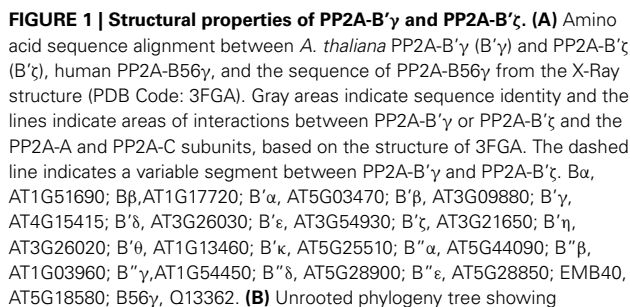 FIGURE 1 | Structural properties of PP2A-B'γ and PP2A-B'ζ. (A) Amino
acid sequence alignment between A. thaliana PP2A-B'γ (B'γ) and PP2A-B'ζ
(B'ζ), human PP2A-B56γ, and the sequence of PP2A-B56γ from the X-Ray
structure (PDB Code: 3FGA). Gray areas indicate sequence identity and the
lines indicate areas of interactions between PP2A-B'γ or PP2A-B'ζ and the
PP2A-A and PP2A-C subunits, based on the structure of 3FGA. The dashed
line indicates a variable segment between PP2A-B'γ and PP2A-B'ζ. Bα,
AT1G51690; Bβ,AT1G17720; B'α, AT5G03470; B'β, AT3G09880; B'γ,
AT4G15415; B'δ, AT3G26030; B'ε, AT3G54930; B'ζ, AT3G21650; B'η,
AT3G26020; B'θ, AT1G13460; B'κ, AT5G25510; B"α, AT5G44090; B"β,
AT1G03960; B"γ,AT1G54450; B"δ, AT5G28900; B"ε, AT5G28850; EMB40,
AT5G18580; B56γ, Q13362. (B) Unrooted phylogeny tree showing